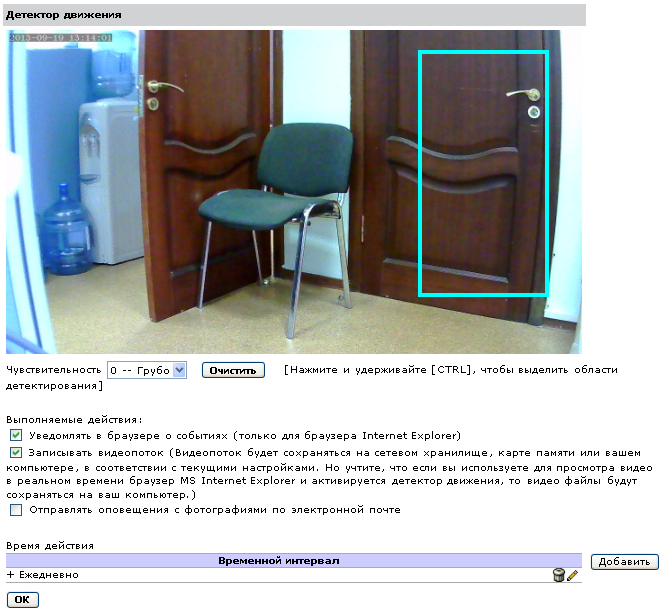 Детектор движения
2013-09-19 13:14:01
Чувствительность 0 -- Грубо Очистить [Нажмите и удерживайте [CTRL], чтобы выделить области
детектирования]
Выполняемые действия:
Уведомлять в браузере о событиях (только для браузера Internet Explorer)
Записывать видеопоток (Видеопоток будет сохраняться на сетевом хранилище, карте памяти или вашем
компьютере, в соответствии с текущими настройками. Но учтите, что если вы используете для просмотра видео
в реальном времени браузер MS Internet Explorer и активируется детектор движения, то видео файлы будут
сохраняться на ваш компьютер.)
Отправлять оповещения с фотографиями по электронной почте
Время действия
Временной интервал Добавить
+ Ежедневно
OK